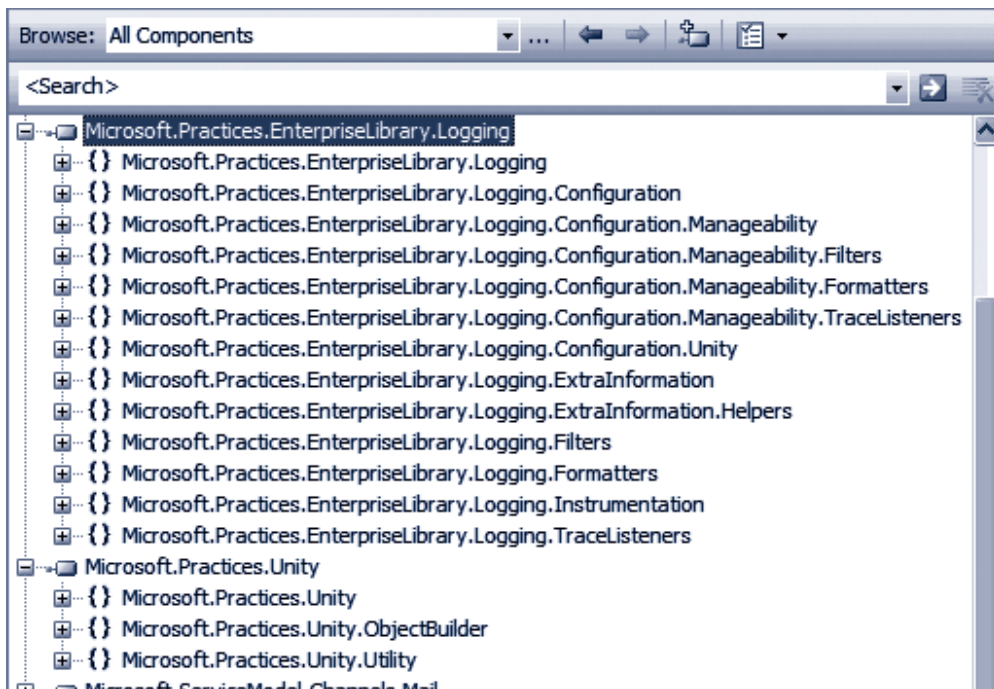 Browse: All Components ...
<Search>
Microsoft.Practices.EnterpriseLibrary.Logging
{} Microsoft.Practices.EnterpriseLibrary.Logging
{} Microsoft.Practices.EnterpriseLibrary.Logging.Configuration
{} Microsoft.Practices.EnterpriseLibrary.Logging.Configuration.Manageability
{} Microsoft.Practices.EnterpriseLibrary.Logging.Configuration.Manageability.Filters
{} Microsoft.Practices.EnterpriseLibrary.Logging.Configuration.Manageability.Formatters
{} Microsoft.Practices.EnterpriseLibrary.Logging.Configuration.Manageability.TraceListeners
{} Microsoft.Practices.EnterpriseLibrary.Logging.Configuration.Unity
{} Microsoft.Practices.EnterpriseLibrary.Logging.ExtraInformation
{} Microsoft.Practices.EnterpriseLibrary.Logging.ExtraInformation.Helpers
{} Microsoft.Practices.EnterpriseLibrary.Logging.Filters
{} Microsoft.Practices.EnterpriseLibrary.Logging.Formatters
{} Microsoft.Practices.EnterpriseLibrary.Logging.Instrumentation
{} Microsoft.Practices.EnterpriseLibrary.Logging.TraceListeners
Microsoft.Practices.Unity
{} Microsoft.Practices.Unity
{} Microsoft.Practices.Unity.ObjectBuilder
{} Microsoft.Practices.Unity.Utility
Microsoft.ServiceModel.Channels.Mail